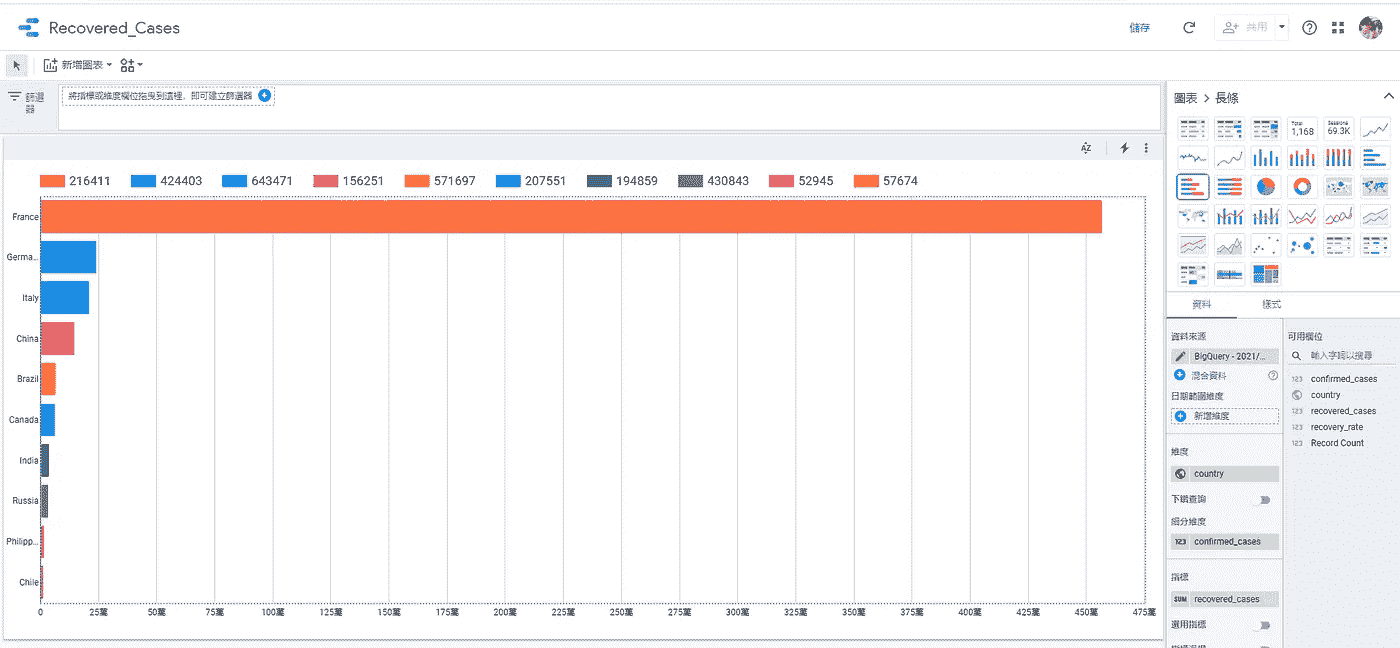 Recovered_Cases
儲存
共用
新增圖表
篩選器
將指標或維度欄位拖曳到這裡，即可建立篩選器
圖表 > 長條
Total
1,168
Sessions
69.3K
216411 424403 643471 156251 571697 207551 194859 430843 52945 57674
France
Germa...
Italy
China
Brazil
Canada
India
Russia
Philipp...
Chile
0 25萬 50萬 75萬 100萬 125萬 150萬 175萬 200萬 225萬 250萬 275萬 300萬 325萬 350萬 375萬 400萬 425萬 450萬 475萬
資料
樣式
資料來源
BigQuery - 2021/...
混合資料
日期範圍維度
新增維度
維度
country
下鑽查詢
細分維度
123 confirmed_cases
指標
SUM recovered_cases
選用指標
可用欄位
輸入字詞以搜尋
123 confirmed_cases
country
123 recovered_cases
123 recovery_rate
123 Record Count